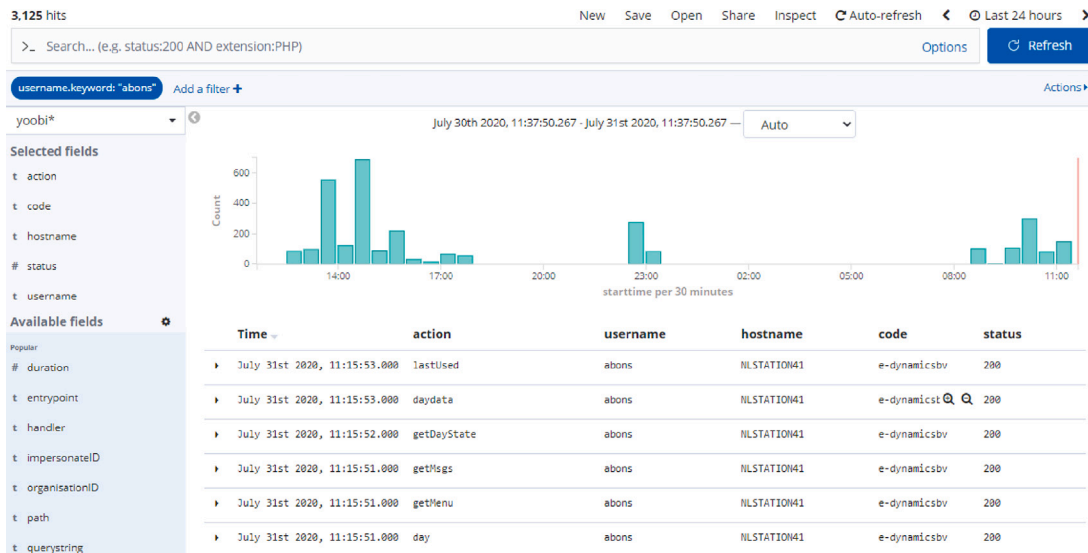 3,125 hits New Save Open Share Inspect Auto-refresh Last 24 hours
>_ Search... (e.g. status:200 AND extension:PHP) Options Refresh
username.keyword: "abons" Add a filter + Actions
yoobi* July 30th 2020, 11:37:50.267 - July 31st 2020, 11:37:50.267 — Auto
Selected fields
t action
t code
t hostname
# status
t username
Available fields
Popular
# duration
t entrypoint
t handler
t impersonateID
t organisationID
t path
t querystring
Count
600
400
200
0
14:00 17:00 20:00 23:00 02:00 05:00 08:00 11:00
starttime per 30 minutes
Time action username hostname code status
July 31st 2020, 11:15:53.000 lastUsed abons NLSTATION41 e-dynamicsbv 200
July 31st 2020, 11:15:53.000 daydata abons NLSTATION41 e-dynamicst 200
July 31st 2020, 11:15:52.000 getDayState abons NLSTATION41 e-dynamicsbv 200
July 31st 2020, 11:15:51.000 getMsgs abons NLSTATION41 e-dynamicsbv 200
July 31st 2020, 11:15:51.000 getMenu abons NLSTATION41 e-dynamicsbv 200
July 31st 2020, 11:15:51.000 day abons NLSTATION41 e-dynamicsbv 200